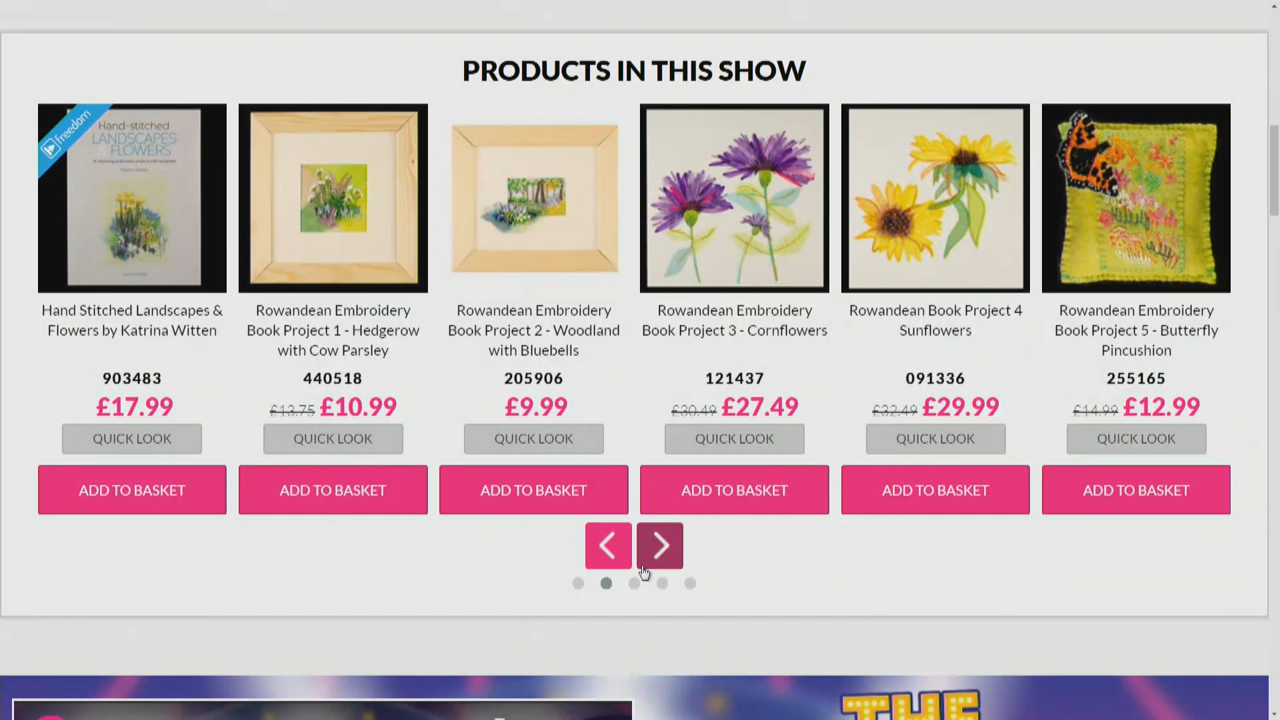 PRODUCTS IN THIS SHOW
freedom
Hand-stitched
LANDSCAPES
FLOWERS
Hand Stitched Landscapes &
Flowers by Katrina Witten
903483
£17.99
QUICK LOOK
ADD TO BASKET
Rowandean Embroidery
Book Project 1 - Hedgerow
with Cow Parsley
440518
£13.75 £10.99
QUICK LOOK
ADD TO BASKET
Rowandean Embroidery
Book Project 2 - Woodland
with Bluebells
205906
£9.99
QUICK LOOK
ADD TO BASKET
Rowandean Embroidery
Book Project 3 - Cornflowers
121437
£30.49 £27.49
QUICK LOOK
ADD TO BASKET
Rowandean Book Project 4
Sunflowers
091336
£32.49 £29.99
QUICK LOOK
ADD TO BASKET
Rowandean Embroidery
Book Project 5 - Butterfly
Pincushion
255165
£14.99 £12.99
QUICK LOOK
ADD TO BASKET
THE